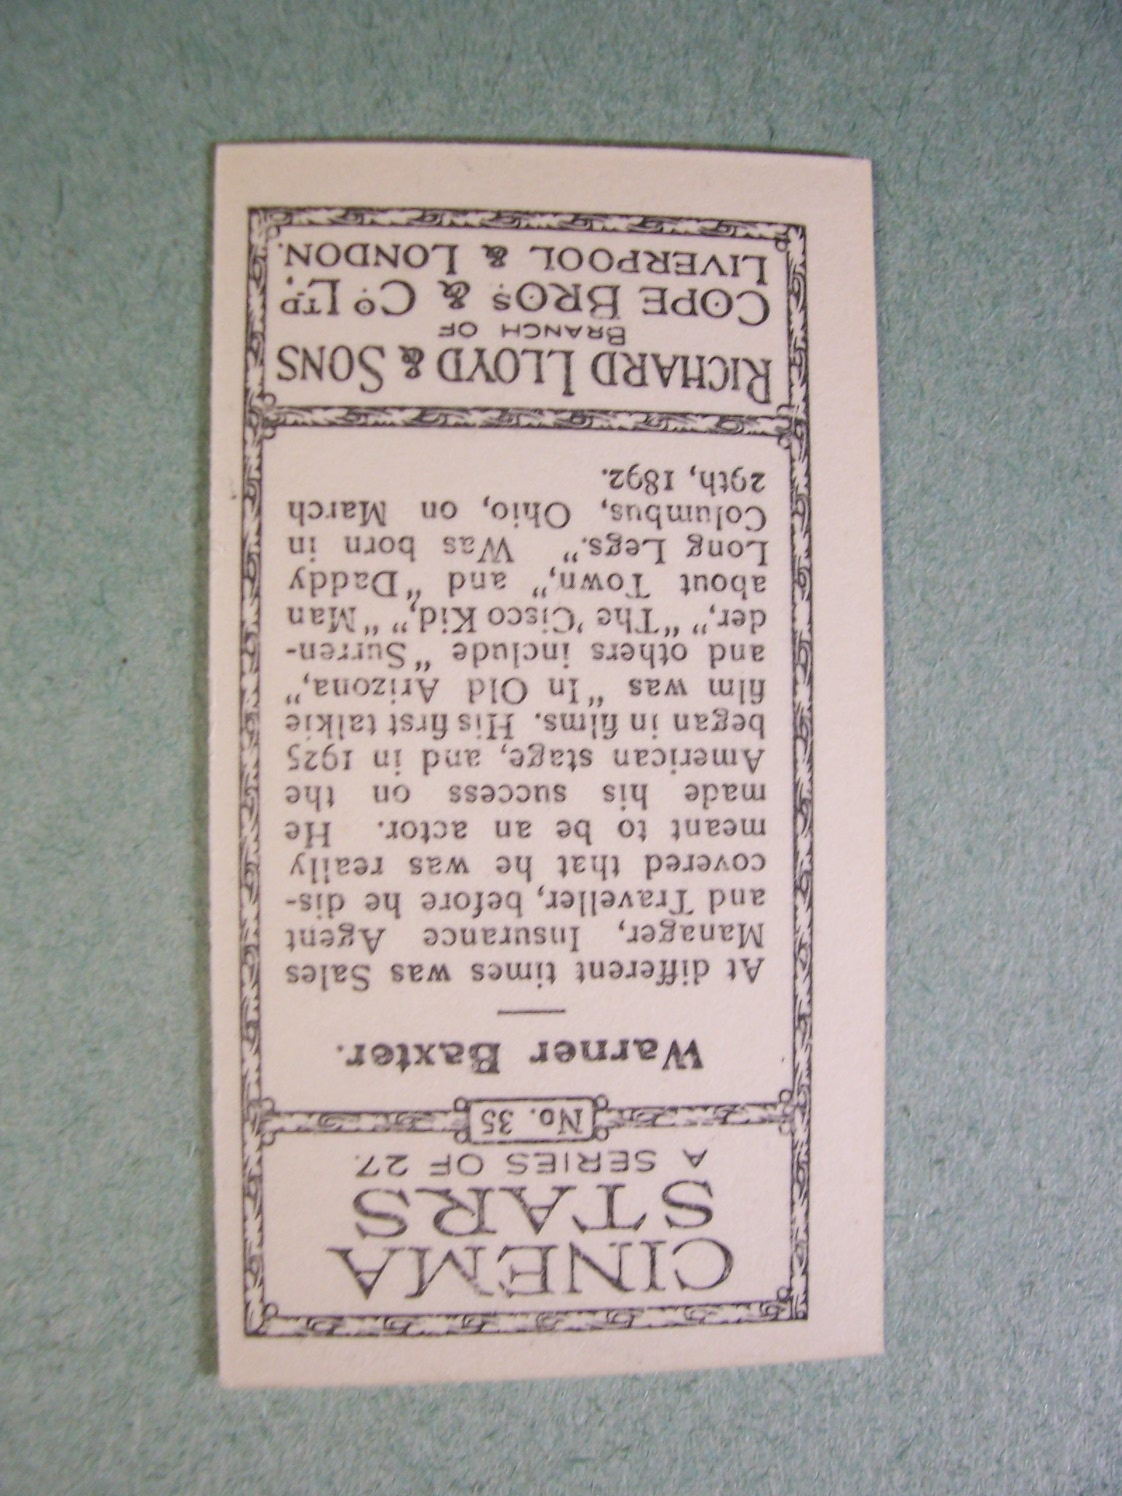 CINEMA
STARS
A SERIES OF 27.
No. 35
Warner Baxter.
At different times was Sales
Manager, Insurance Agent
and Traveller, before he dis-
covered that he was really
meant to be an actor. He
made his success on the
American stage, and in 1925
began in films. His first talkie
film was "In Old Arizona,"
and others include "Surren-
der," "The 'Cisco Kid," "Man
about Town," and "Daddy
Long Legs." Was born in
Columbus, Ohio, on March
29th, 1892.
RICHARD LLOYD & SONS
BRANCH OF
COPE BROS & CO LTD.
LIVERPOOL & LONDON.